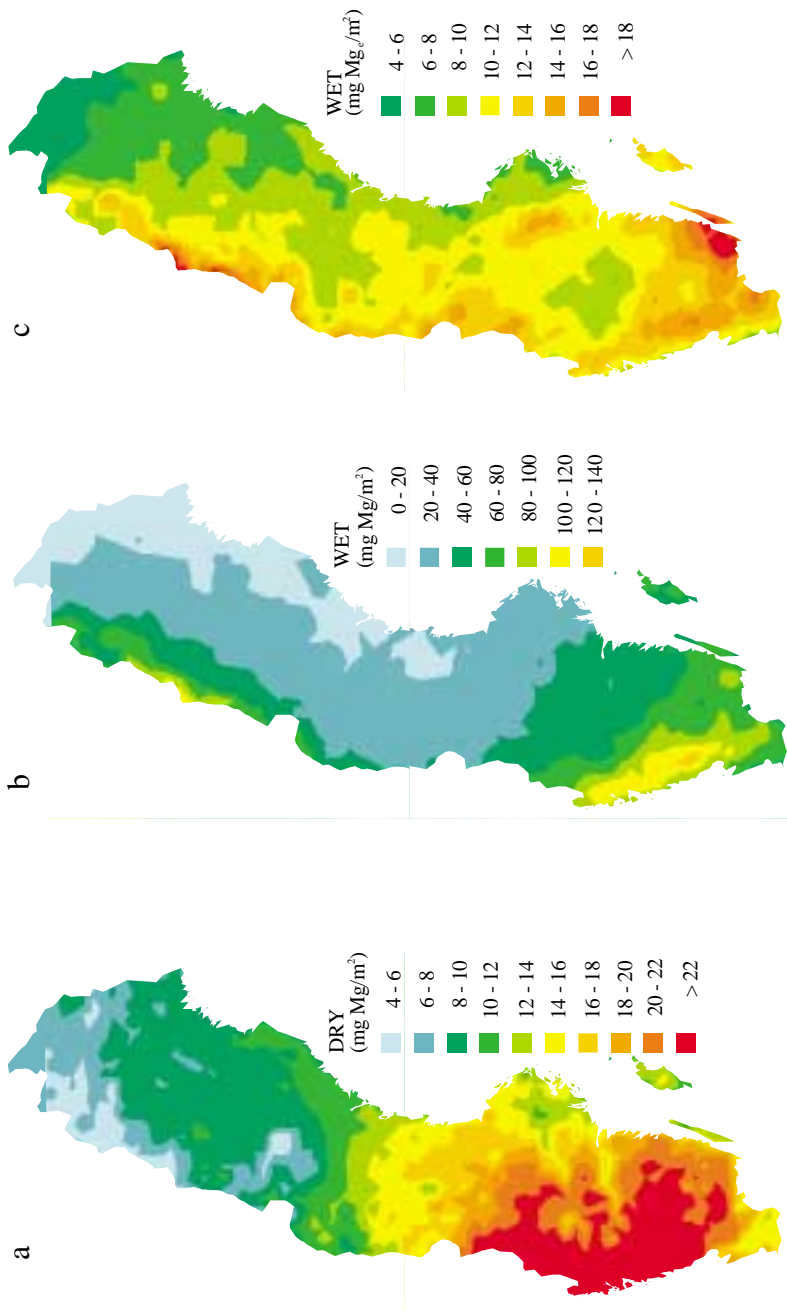 a
DRY
(mg Mg/m²)
4 - 6
6 - 8
8 - 10
10 - 12
12 - 14
14 - 16
16 - 18
18 - 20
20 - 22
> 22
b
WET
(mg Mg/m²)
0 - 20
20 - 40
40 - 60
60 - 80
80 - 100
100 - 120
120 - 140
c
WET
(mg Mgₑ/m²)
4 - 6
6 - 8
8 - 10
10 - 12
12 - 14
14 - 16
16 - 18
> 18